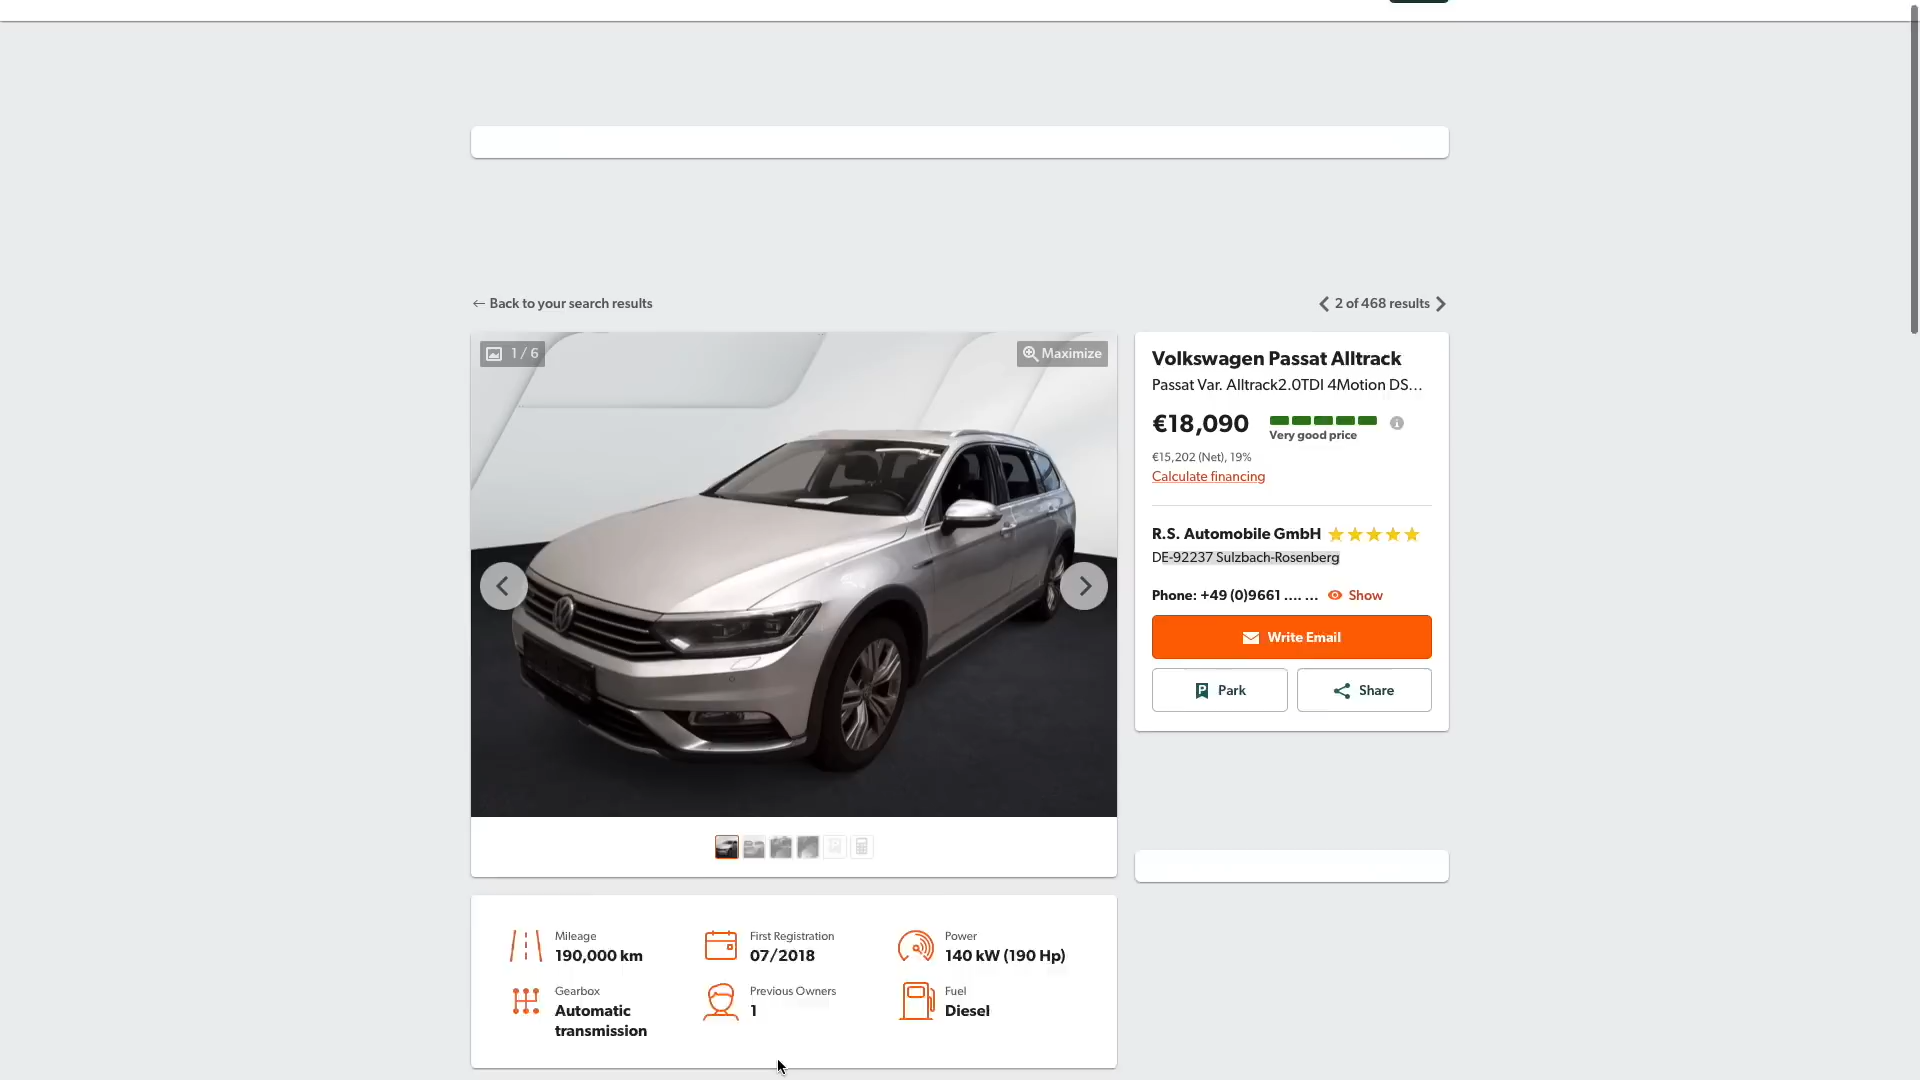 ← Back to your search results
2 of 468 results
1 / 6
Maximize
Volkswagen Passat Alltrack
Passat Var. Alltrack2.0TDI 4Motion DS...
€18,090
Very good price
€15,202 (Net), 19%
Calculate financing
R.S. Automobile GmbH
DE-92237 Sulzbach-Rosenberg
Phone: +49 (0)9661 .... ... Show
Write Email
Park
Share
Mileage
190,000 km
First Registration
07/2018
Power
140 kW (190 Hp)
Gearbox
Automatic
transmission
Previous Owners
1
Fuel
Diesel